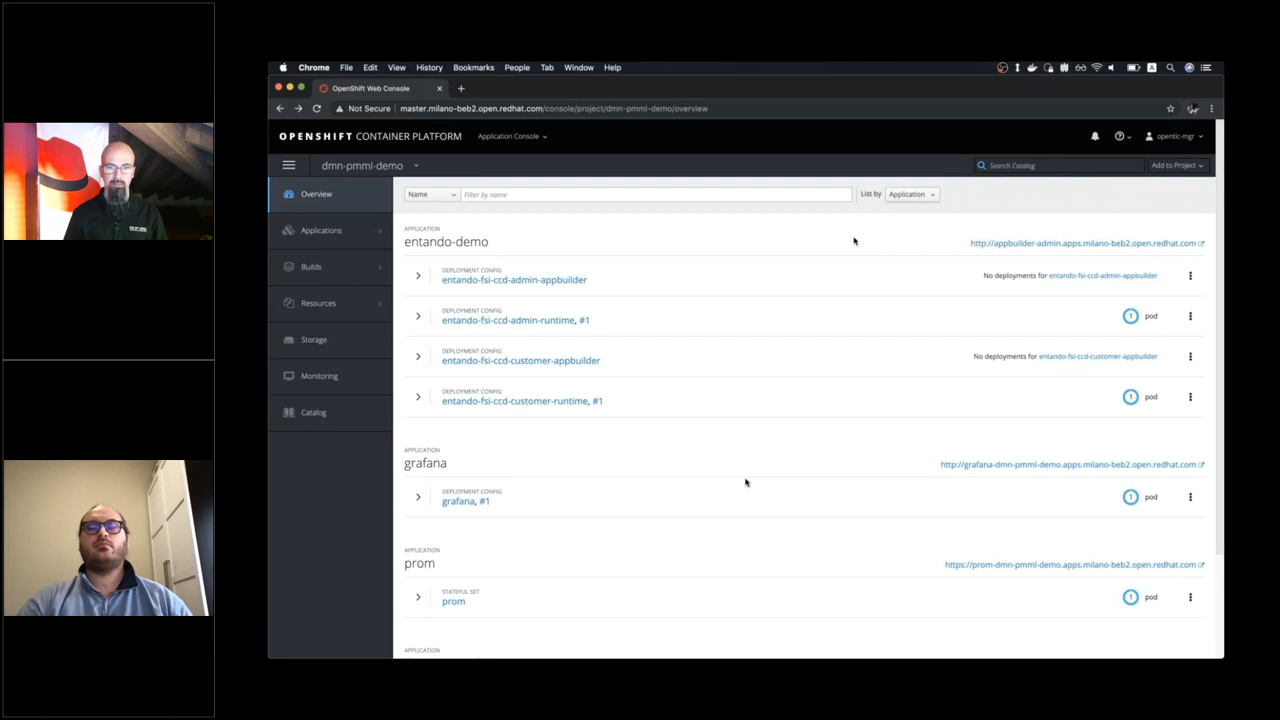 Chrome File Edit View History Bookmarks People Tab Window Help
OpenShift Web Console
Not Secure master.milano-beb2.open.redhat.com/console/project/dmn-pmml-demo/overview
OPENSHIFT CONTAINER PLATFORM Application Console opentlc-mgr
dmn-pmml-demo Search Catalog Add to Project
Overview
Applications
Builds
Resources
Storage
Monitoring
Catalog
Name Filter by name List by Application
APPLICATION
entando-demo http://appbuilder-admin.apps.milano-beb2.open.redhat.com
DEPLOYMENT CONFIG
entando-fsi-ccd-admin-appbuilder No deployments for entando-fsi-ccd-admin-appbuilder
DEPLOYMENT CONFIG
entando-fsi-ccd-admin-runtime, #1 1 pod
DEPLOYMENT CONFIG
entando-fsi-ccd-customer-appbuilder No deployments for entando-fsi-ccd-customer-appbuilder
DEPLOYMENT CONFIG
entando-fsi-ccd-customer-runtime, #1 1 pod
APPLICATION
grafana http://grafana-dmn-pmml-demo.apps.milano-beb2.open.redhat.com
DEPLOYMENT CONFIG
grafana, #1 1 pod
APPLICATION
prom https://prom-dmn-pmml-demo.apps.milano-beb2.open.redhat.com
STATEFUL SET
prom 1 pod
APPLICATION